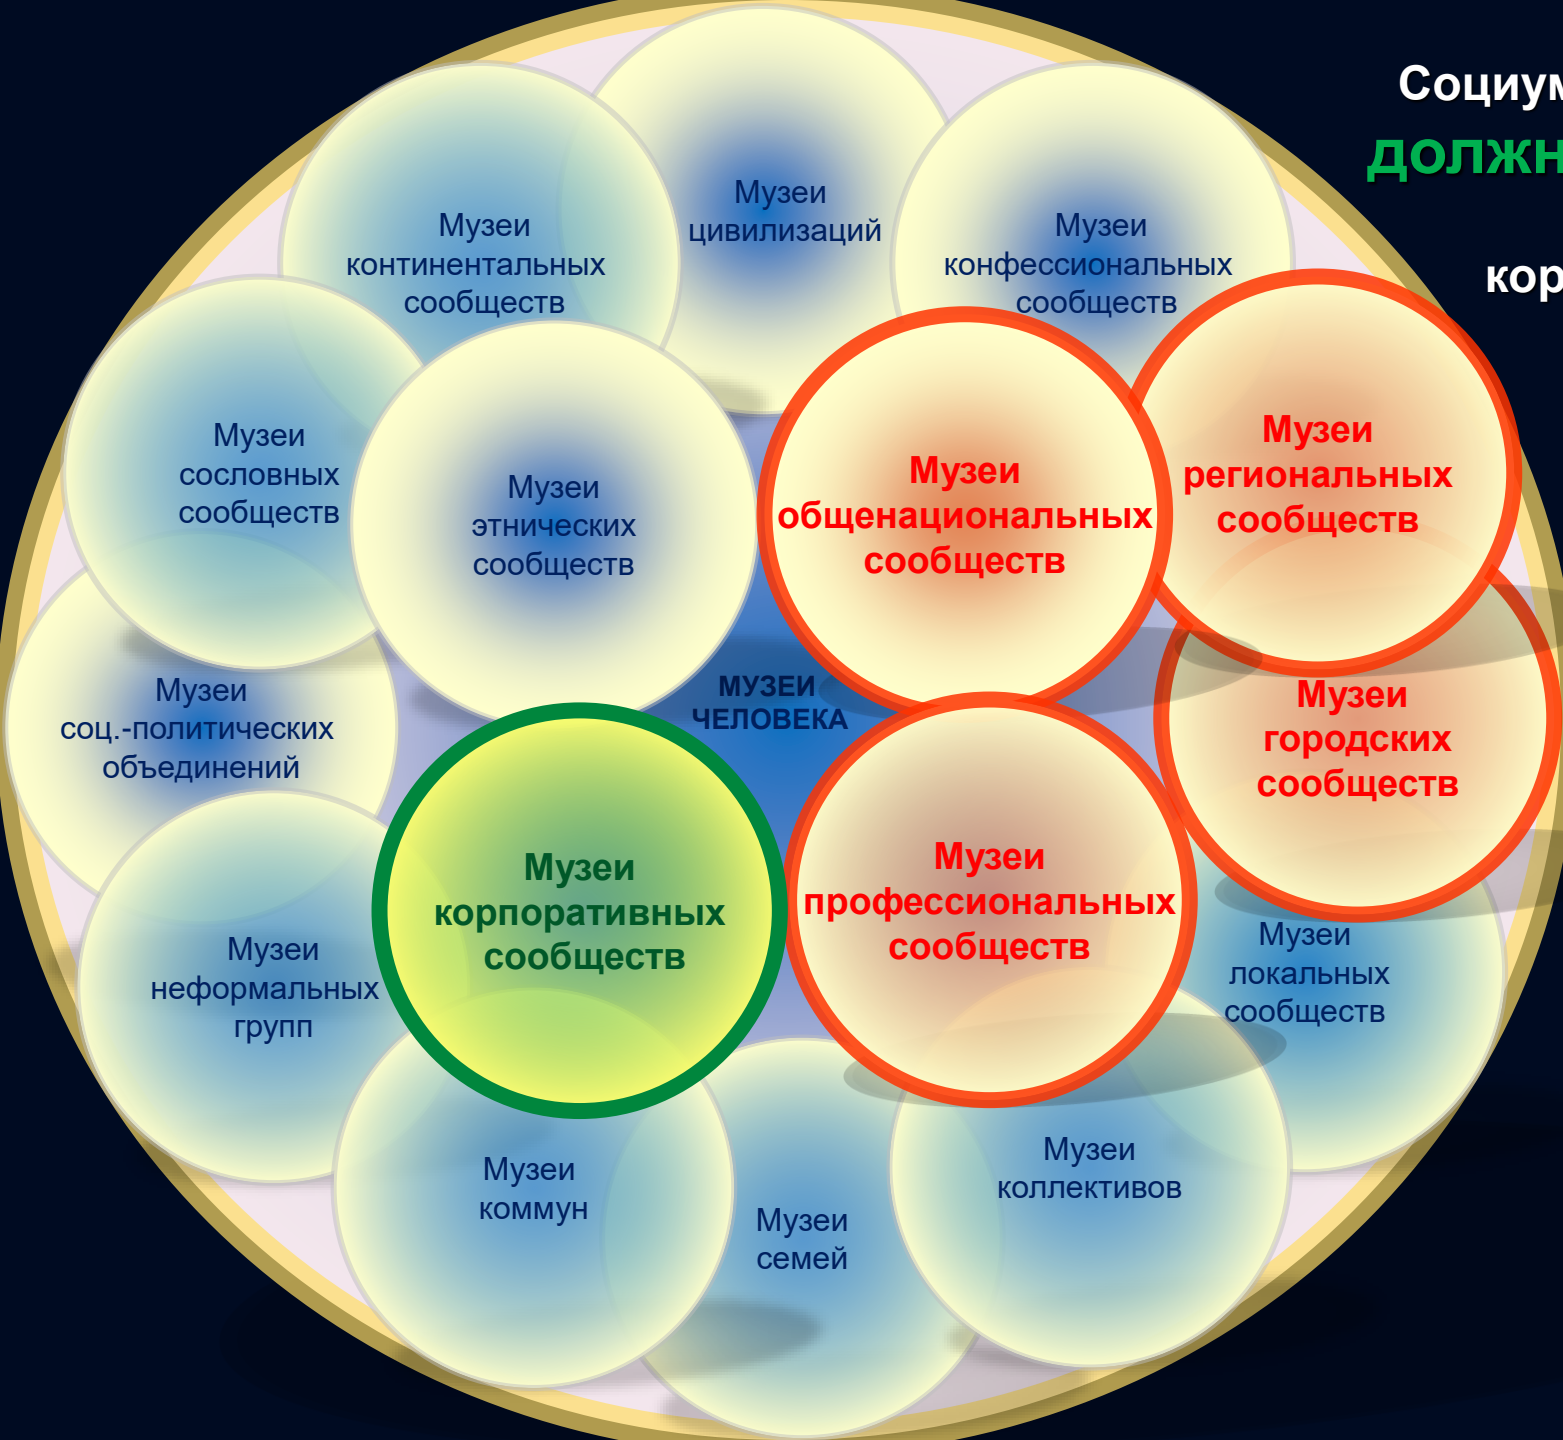 Социум
должн
кор
Музеи
цивилизаций
Музеи
континентальных
сообществ
Музеи
конфессиональных
сообществ
Музеи
сословных
сообществ
Музеи
этнических
сообществ
Музеи
общенациональных
сообществ
Музеи
региональных
сообществ
Музеи
соц.-политических
объединений
МУЗЕИ
ЧЕЛОВЕКА
Музеи
городских
сообществ
Музеи
корпоративных
сообществ
Музеи
профессиональных
сообществ
Музеи
неформальных
групп
Музеи
локальных
сообществ
Музеи
коммун
Музеи
семей
Музеи
коллективов